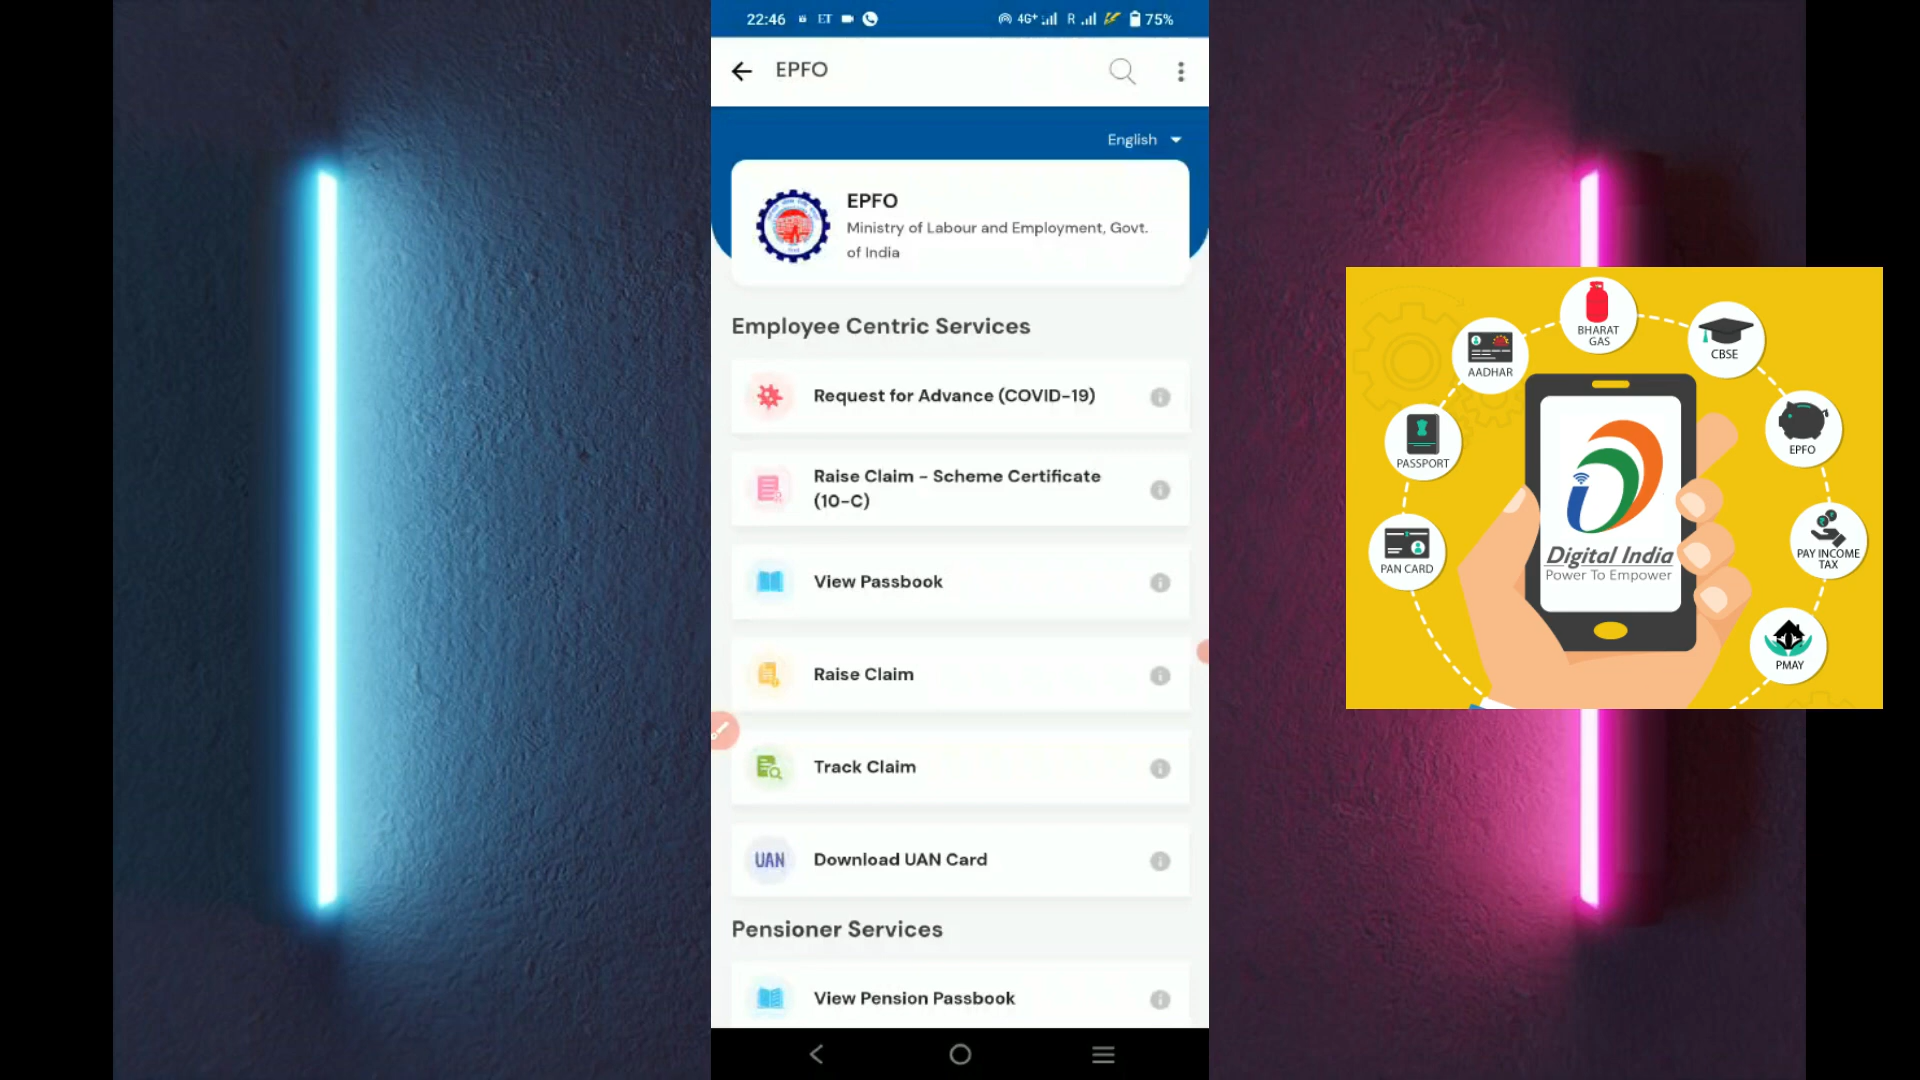 22:46 ET 4G+ R 75%
EPFO
English
EPFO
Ministry of Labour and Employment, Govt.
of India
Employee Centric Services
Request for Advance (COVID-19)
Raise Claim - Scheme Certificate
(10-C)
View Passbook
Raise Claim
Track Claim
UAN Download UAN Card
Pensioner Services
View Pension Passbook
BHARAT
GAS
AADHAR
CBSE
PASSPORT
EPFO
PAN CARD
PAY INCOME
TAX
PMAY
Digital India
Power To Empower